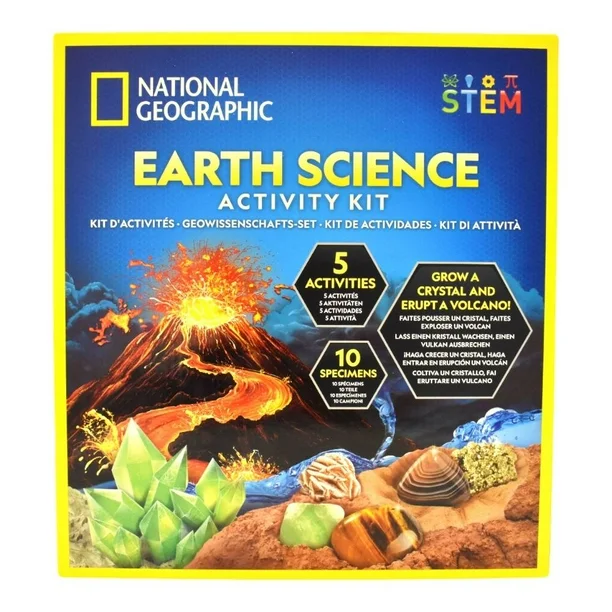 NATIONAL
GEOGRAPHIC
STEM
EARTH SCIENCE
ACTIVITY KIT
KIT D'ACTIVITÉS · GEOWISSENSCHAFTS-SET · KIT DE ACTIVIDADES · KIT DI ATTIVITÀ
5
ACTIVITIES
5 ACTIVITÉS
5 AKTIVITÄTEN
5 ACTIVIDADES
5 ATTIVITÀ
10
SPECIMENS
10 SPÉCIMENS
10 TEILE
10 ESPECÍMENES
10 CAMPIONI
GROW A
CRYSTAL AND
ERUPT A VOLCANO!
FAITES POUSSER UN CRISTAL, FAITES
EXPLOSER UN VOLCAN
LASS EINEN KRISTALL WACHSEN, EINEN
VULKAN AUSBRECHEN
¡HAGA CRECER UN CRISTAL, HAGA
ENTRAR EN ERUPCIÓN UN VOLCÁN
COLTIVA UN CRISTALLO, FAI
ERUTTARE UN VULCANO